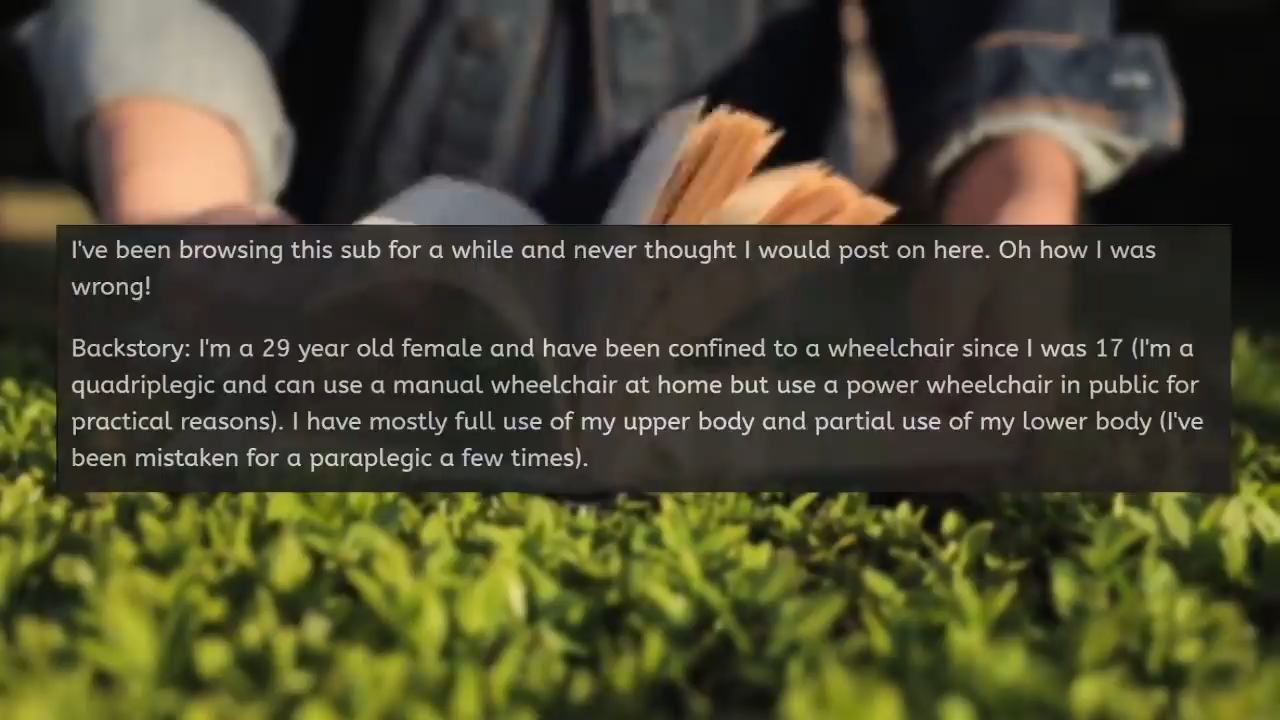 I've been browsing this sub for a while and never thought I would post on here. Oh how I was
wrong!
Backstory: I'm a 29 year old female and have been confined to a wheelchair since I was 17 (I'm a
quadriplegic and can use a manual wheelchair at home but use a power wheelchair in public for
practical reasons). I have mostly full use of my upper body and partial use of my lower body (I've
been mistaken for a paraplegic a few times).